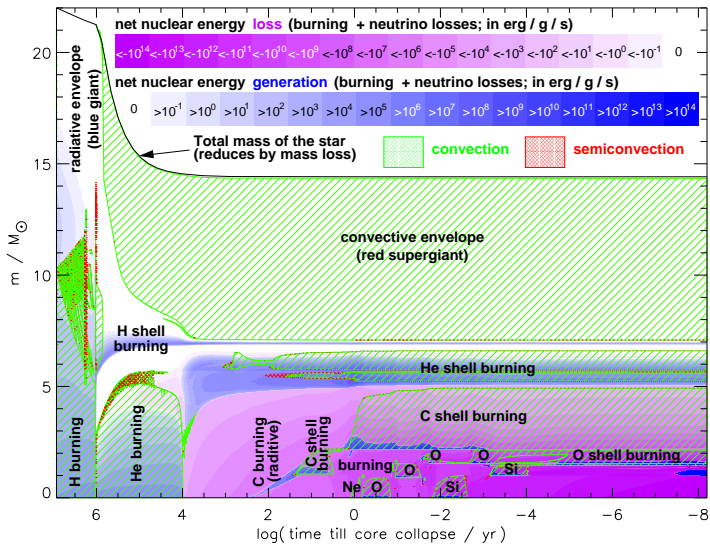 net nuclear energy loss (burning + neutrino losses; in erg / g / s)
<-10^14 <-10^13 <-10^12 <-10^11 <-10^10 <-10^9 <-10^8 <-10^7 <-10^6 <-10^5 <-10^4 <-10^3 <-10^2 <-10^1 <-10^0 <-10^-1 0
net nuclear energy generation (burning + neutrino losses; in erg / g / s)
0 >10^-1 >10^0 >10^1 >10^2 >10^3 >10^4 >10^5 >10^6 >10^7 >10^8 >10^9 >10^10 >10^11 >10^12 >10^13 >10^14
radiative envelope
(blue giant)
Total mass of the star
(reduces by mass loss)
convection
semiconvection
convective envelope
(red supergiant)
H shell
burning
He shell burning
C shell burning
H burning
He burning
C burning
(raditive)
C shell
burning
burning
Ne O
O
O
O
O shell burning
Si
Si
20
15
10
5
0
m / M☉
6 4 2 0 -2 -4 -6 -8
log( time till core collapse / yr)